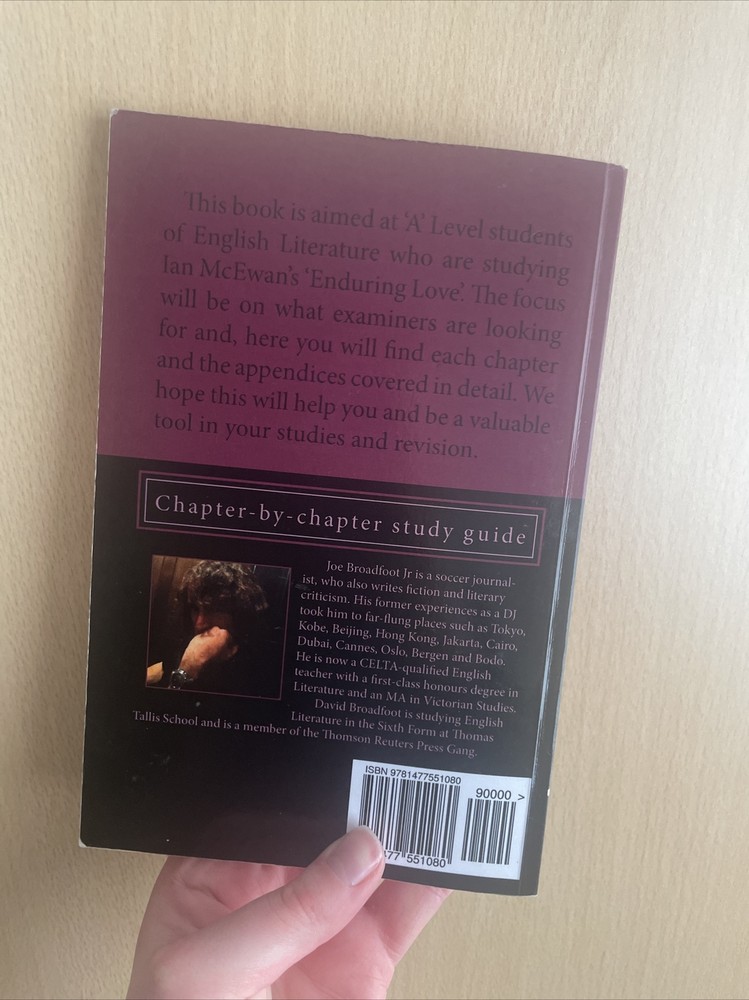 This book is aimed at 'A' Level students
of English Literature who are studying
Ian McEwan's 'Enduring Love'. The focus
will be on what examiners are looking
for and, here you will find each chapter
and the appendices covered in detail. We
hope this will help you and be a valuable
tool in your studies and revision.
Chapter-by-chapter study guide
Joe Broadfoot Jr is a soccer journal-
ist, who also writes fiction and literary
criticism. His former experiences as a DJ
took him to far-flung places such as Tokyo,
Kobe, Beijing, Hong Kong, Jakarta, Cairo,
Dubai, Cannes, Oslo, Bergen and Bodo.
He is now a CELTA-qualified English
teacher with a first-class honours degree in
Literature and an MA in Victorian Studies.
David Broadfoot is studying English
Literature in the Sixth Form at Thomas
Tallis School and is a member of the Thomson Reuters Press Gang.
ISBN 9781477551080
90000 >
551080